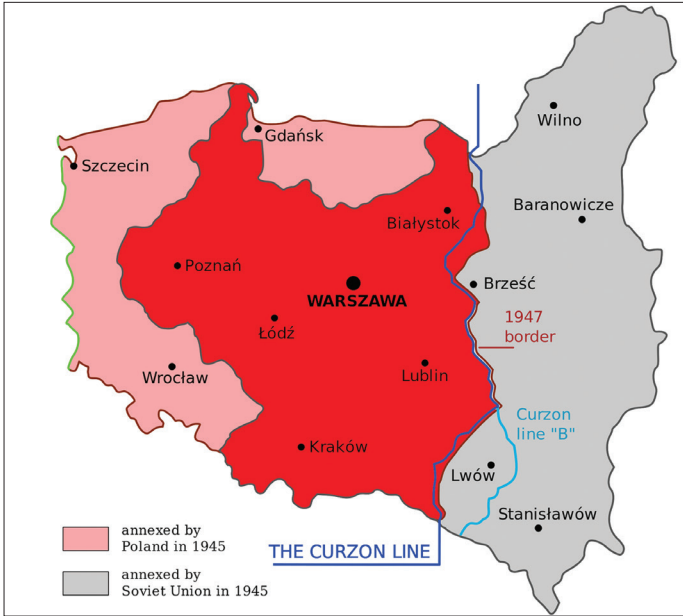 Wilno
Gdańsk
Szczecin
Baranowicze
Białystok
Poznań
Brześć
WARSZAWA
1947
border
Łódź
Wrocław
Lublin
Curzon
line "B"
Kraków
Lwów
Stanisławów
annexed by
Poland in 1945
THE CURZON LINE
annexed by
Soviet Union in 1945